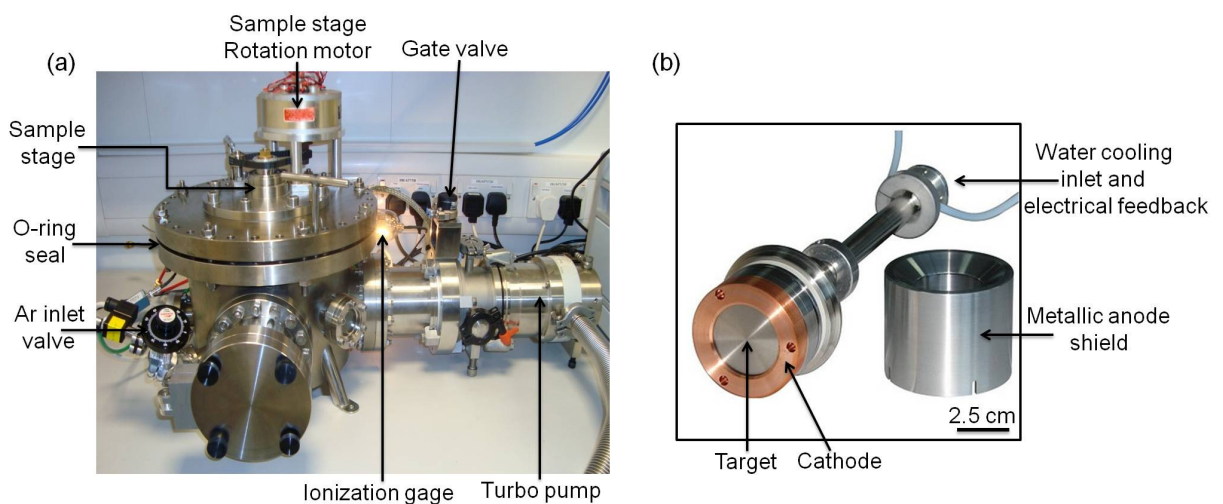 (a)
Sample stage
Rotation motor
Gate valve
Sample
stage
O-ring
seal
Ar inlet
valve
Ionization gage
Turbo pump
(b)
Water cooling
inlet and
electrical feedback
Metallic anode
shield
2.5 cm
Target
Cathode